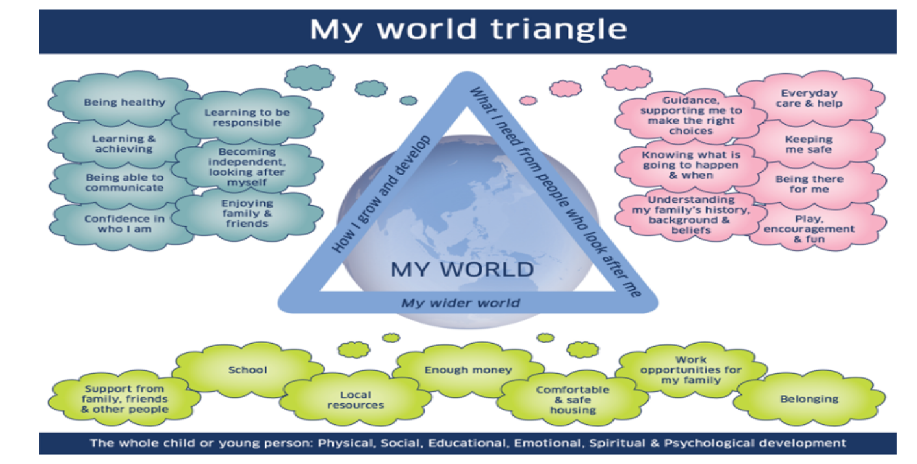 My world triangle
Being healthy
Learning &
achieving
Being able to
communicate
Confidence in
who I am
Learning to be
responsible
Becoming
independent,
looking after
myself
Enjoying
family &
friends
How I grow and develop
What I need from people who look after me
MY WORLD
My wider world
Guidance,
supporting me to
make the right
choices
Knowing what is
going to happen
& when
Understanding
my family's history,
background &
beliefs
Everyday
care & help
Keeping
me safe
Being there
for me
Play,
encouragement
& fun
Support from
family, friends
& other people
School
Local
resources
Enough money
Comfortable
& safe
housing
Work
opportunities for
my family
Belonging
The whole child or young person: Physical, Social, Educational, Emotional, Spiritual & Psychological development